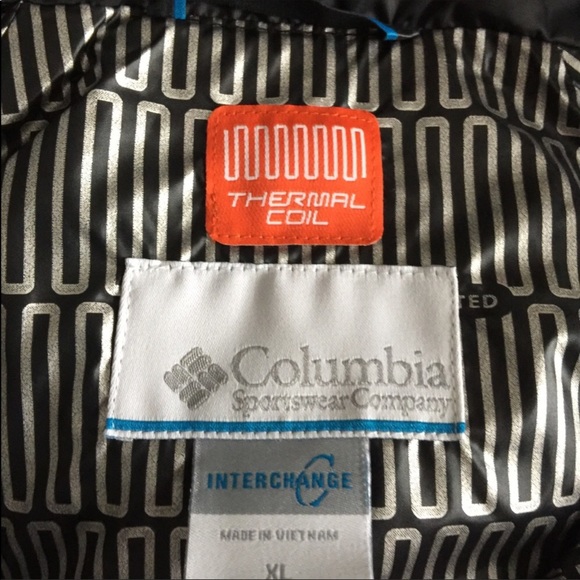 THERMAL
COIL
TED
Columbia
Sportswear Company
INTERCHANGE
MADE IN VIETNAM
XL